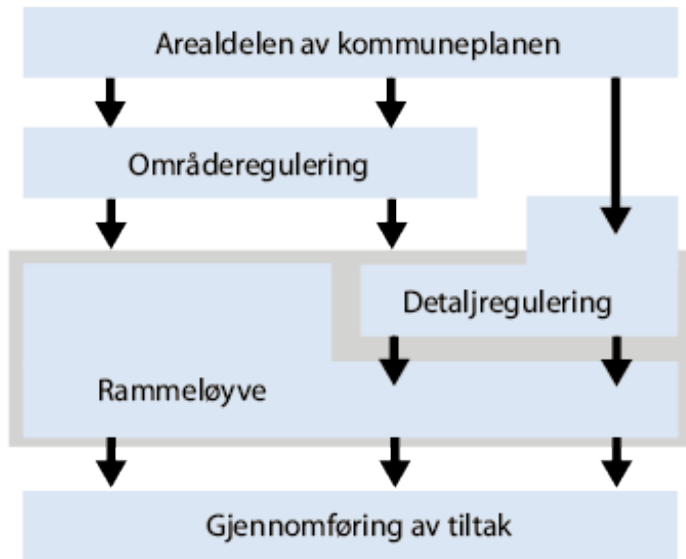 Arealdelen av kommuneplanen
Områderegulering
Detaljregulering
Rammeløyve
Gjennomføring av tiltak